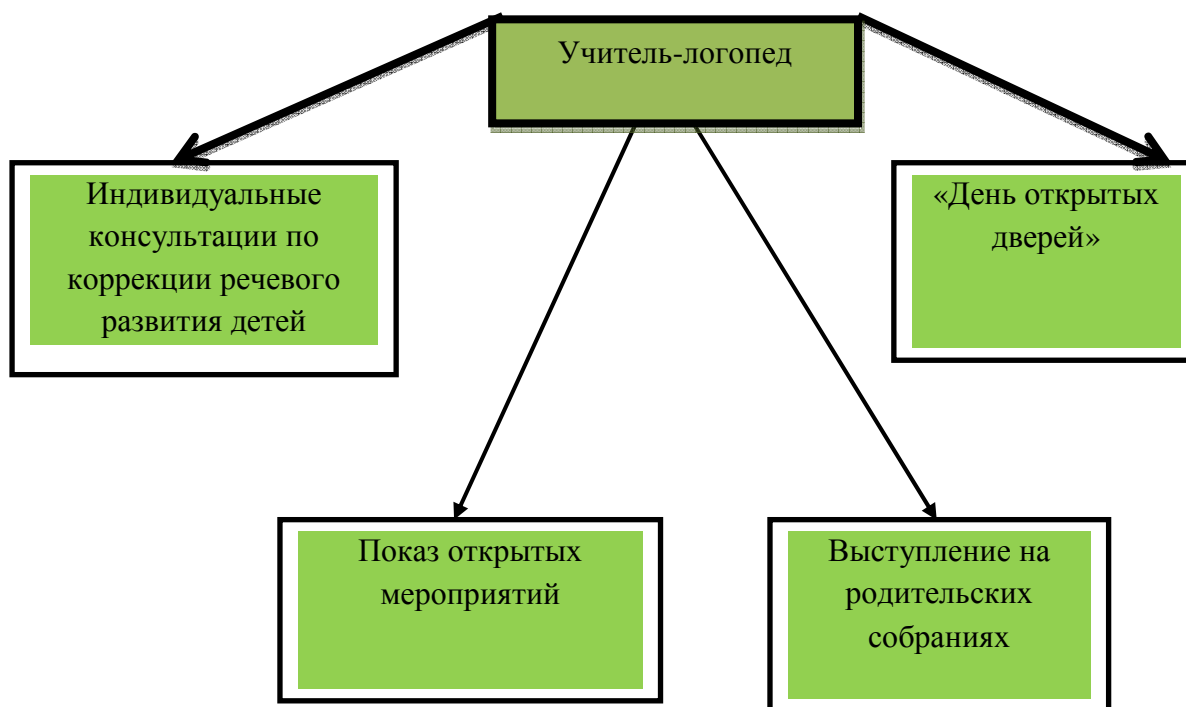 Учитель-логопед
Индивидуальные
консультации по
коррекции речевого
развития детей
«День открытых
дверей»
Показ открытых
мероприятий
Выступление на
родительских
собраниях